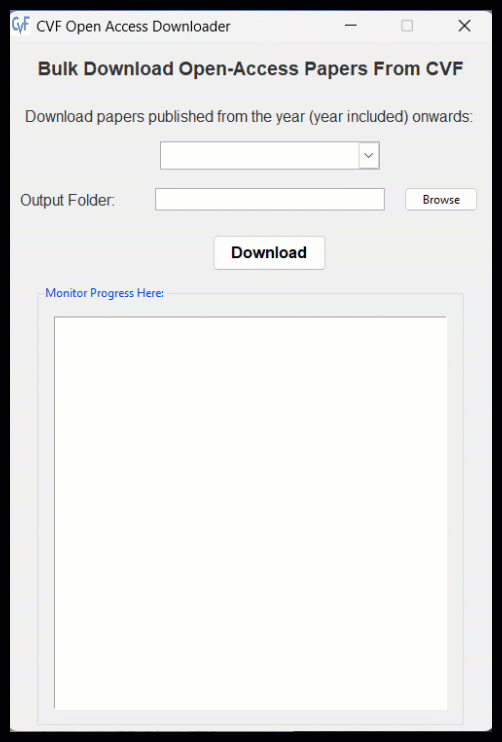 CVF CVF Open Access Downloader
Bulk Download Open-Access Papers From CVF
Download papers published from the year (year included) onwards:
Output Folder:
Browse
Download
Monitor Progress Here: